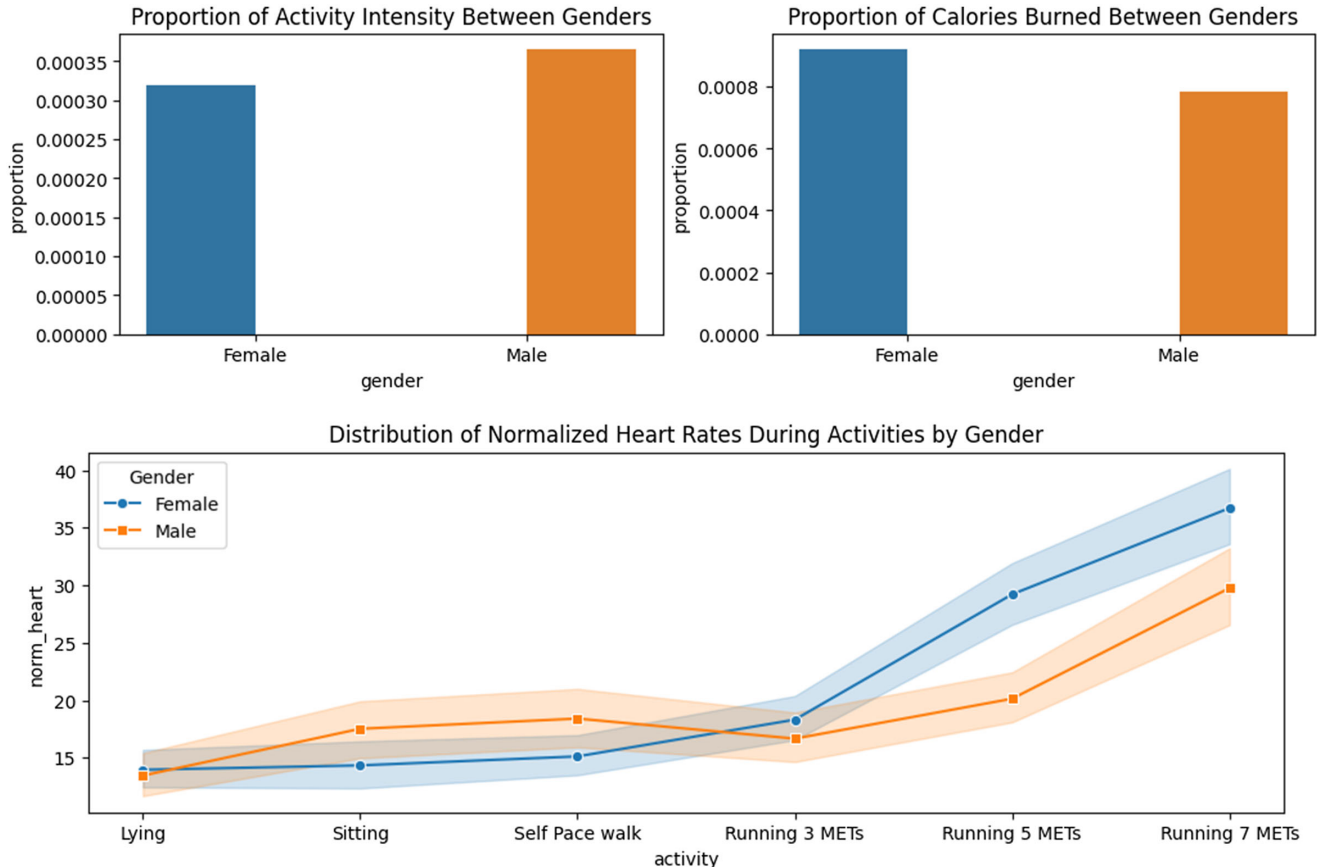 Proportion of Activity Intensity Between Genders
proportion
0.00035
0.00030
0.00025
0.00020
0.00015
0.00010
0.00005
0.00000
Female
Male
gender
Proportion of Calories Burned Between Genders
proportion
0.0008
0.0006
0.0004
0.0002
0.0000
Female
Male
gender
Distribution of Normalized Heart Rates During Activities by Gender
norm_heart
40
35
30
25
20
15
Gender
Female
Male
Lying
Sitting
Self Pace walk
Running 3 METs
Running 5 METs
Running 7 METs
activity